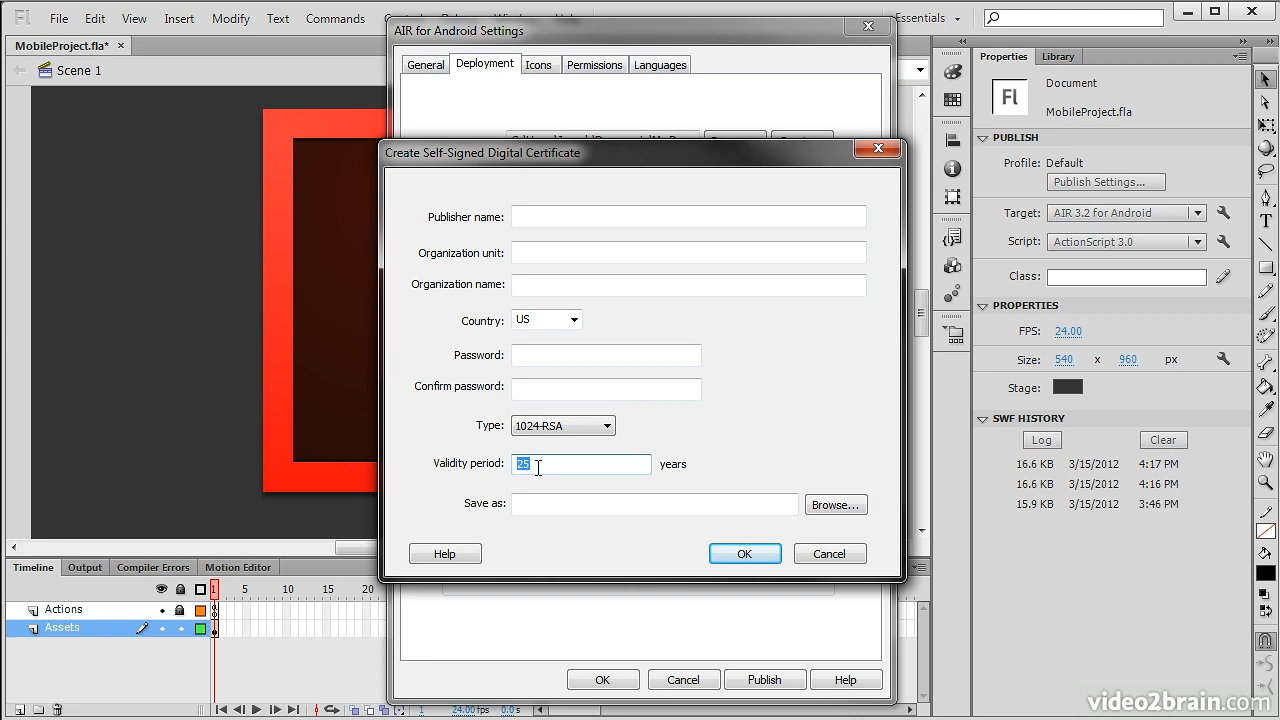 Fl File Edit View Insert Modify Text Commands
AIR for Android Settings
Essentials
MobileProject.fla*
Scene 1
General Deployment Icons Permissions Languages
Create Self-Signed Digital Certificate
Publisher name:
Organization unit:
Organization name:
Country: US
Password:
Confirm password:
Type: 1024-RSA
Validity period: 25 years
Save as: Browse...
Help OK Cancel
OK Cancel Publish Help
Properties Library
Fl Document
MobileProject.fla
PUBLISH
Profile: Default
Publish Settings...
Target: AIR 3.2 for Android
Script: ActionScript 3.0
Class:
PROPERTIES
FPS: 24.00
Size: 540 x 960 px
Stage:
SWF HISTORY
Log Clear
16.6 KB 3/15/2012 4:17 PM
16.6 KB 3/15/2012 4:16 PM
15.9 KB 3/15/2012 3:46 PM
Timeline Output Compiler Errors Motion Editor
1 5 10 15 20
Actions
Assets
1 24.00 fps 0.0 s
video2brain.com